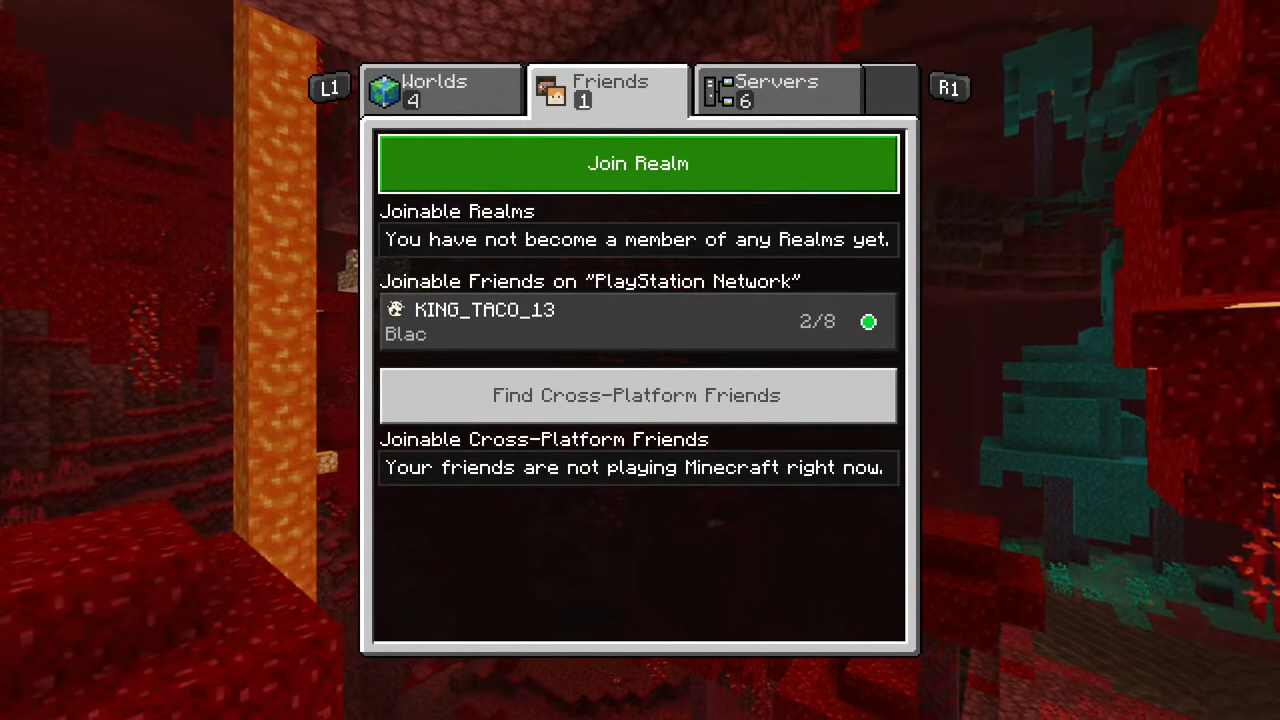 L1
Worlds
4
Friends
1
Servers
6
R1
Join Realm
Joinable Realms
You have not become a member of any Realms yet.
Joinable Friends on "PlayStation Network"
KING_TACO_13
Blac
2/8
Find Cross-Platform Friends
Joinable Cross-Platform Friends
Your friends are not playing Minecraft right now.